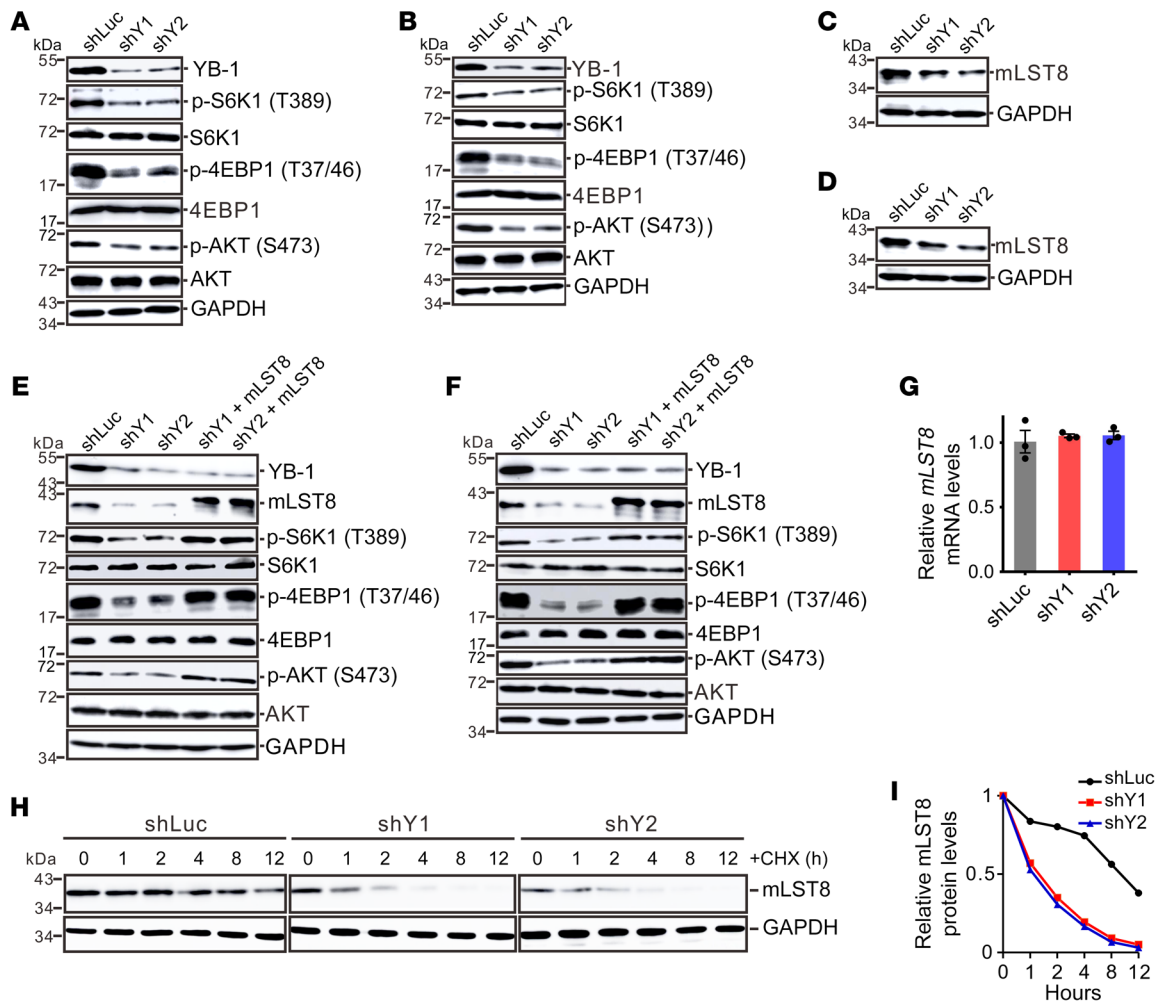 A
kDa
shLuc
shY1
shY2
55
YB-1
72
p-S6K1 (T389)
72
S6K1
p-4EBP1 (T37/46)
17
4EBP1
17
72
p-AKT (S473)
72
AKT
43
GAPDH
34
B
kDa
shLuc
shY1
shY2
55
YB-1
72
p-S6K1 (T389)
72
S6K1
p-4EBP1 (T37/46)
17
4EBP1
17
72
p-AKT (S473))
72
AKT
43
GAPDH
34
C
kDa
shLuc
shY1
shY2
43
mLST8
34
GAPDH
34
D
kDa
shLuc
shY1
shY2
43
mLST8
34
GAPDH
34
E
kDa
shLuc
shY1
shY2
shY1 + mLST8
shY2 + mLST8
55
YB-1
43
43
mLST8
72
p-S6K1 (T389)
72
S6K1
p-4EBP1 (T37/46)
17
4EBP1
17
72
p-AKT (S473)
72
AKT
GAPDH
34
F
kDa
shLuc
shY1
shY2
shY1 + mLST8
shY2 + mLST8
55
YB-1
43
mLST8
72
p-S6K1 (T389)
72
S6K1
p-4EBP1 (T37/46)
17
4EBP1
17
72
p-AKT (S473)
72
AKT
GAPDH
34
G
Relative mLST8
mRNA levels
1.0
0.5
0.0
shLuc
shY1
shY2
H
shLuc shY1 shY2
kDa 0 1 2 4 8 12 0 1 2 4 8 12 0 1 2 4 8 12 +CHX (h)
43
mLST8
34
GAPDH
34
I
shLuc
shY1
shY2
Relative mLST8
protein levels
1
0.5
0
0 1 2 4 8 12
Hours